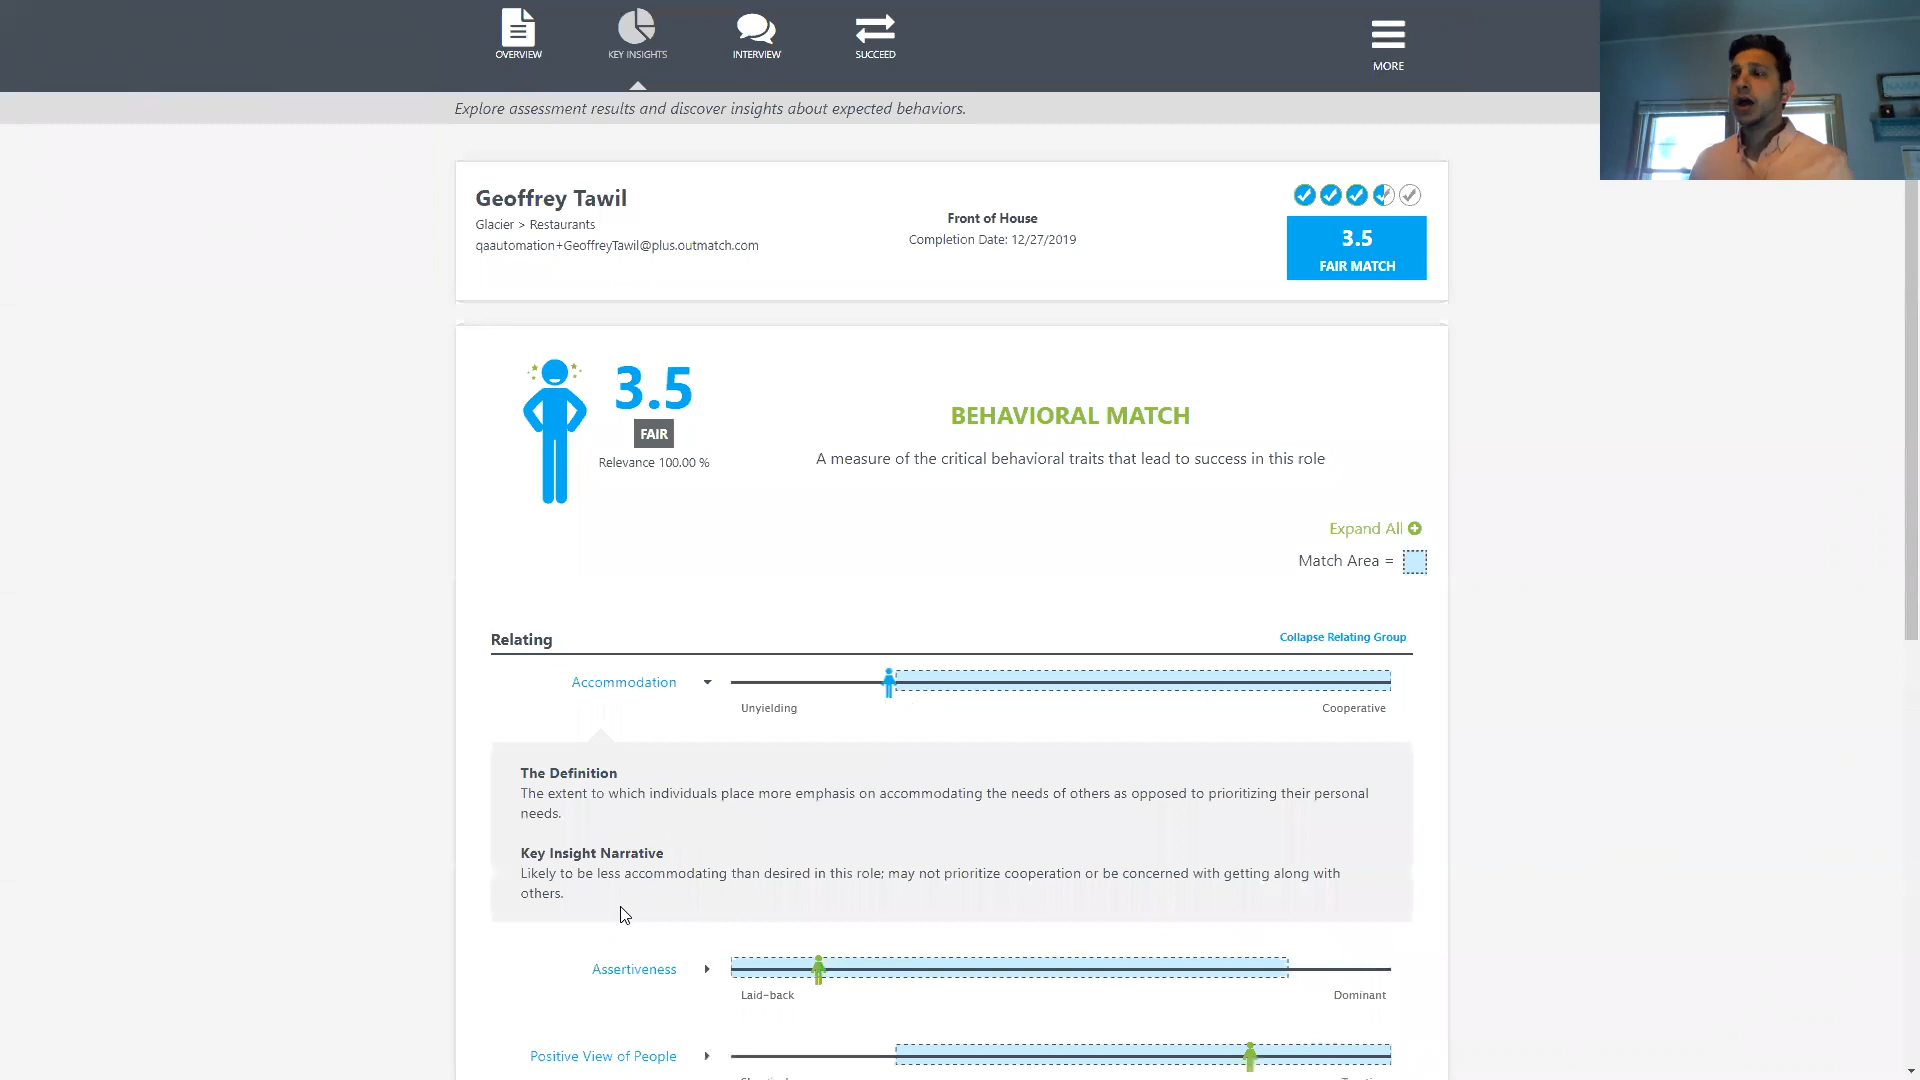 OVERVIEW
KEY INSIGHTS
INTERVIEW
SUCCEED
MORE
Explore assessment results and discover insights about expected behaviors.
Geoffrey Tawil
Glacier > Restaurants
qaautomation+GeoffreyTawil@plus.outmatch.com
Front of House
Completion Date: 12/27/2019
3.5
FAIR MATCH
3.5
FAIR
Relevance 100.00 %
BEHAVIORAL MATCH
A measure of the critical behavioral traits that lead to success in this role
Expand All
Match Area =
Relating
Collapse Relating Group
Accommodation
Unyielding
Cooperative
The Definition
The extent to which individuals place more emphasis on accommodating the needs of others as opposed to prioritizing their personal
needs.
Key Insight Narrative
Likely to be less accommodating than desired in this role; may not prioritize cooperation or be concerned with getting along with
others.
Assertiveness
Laid-back
Dominant
Positive View of People